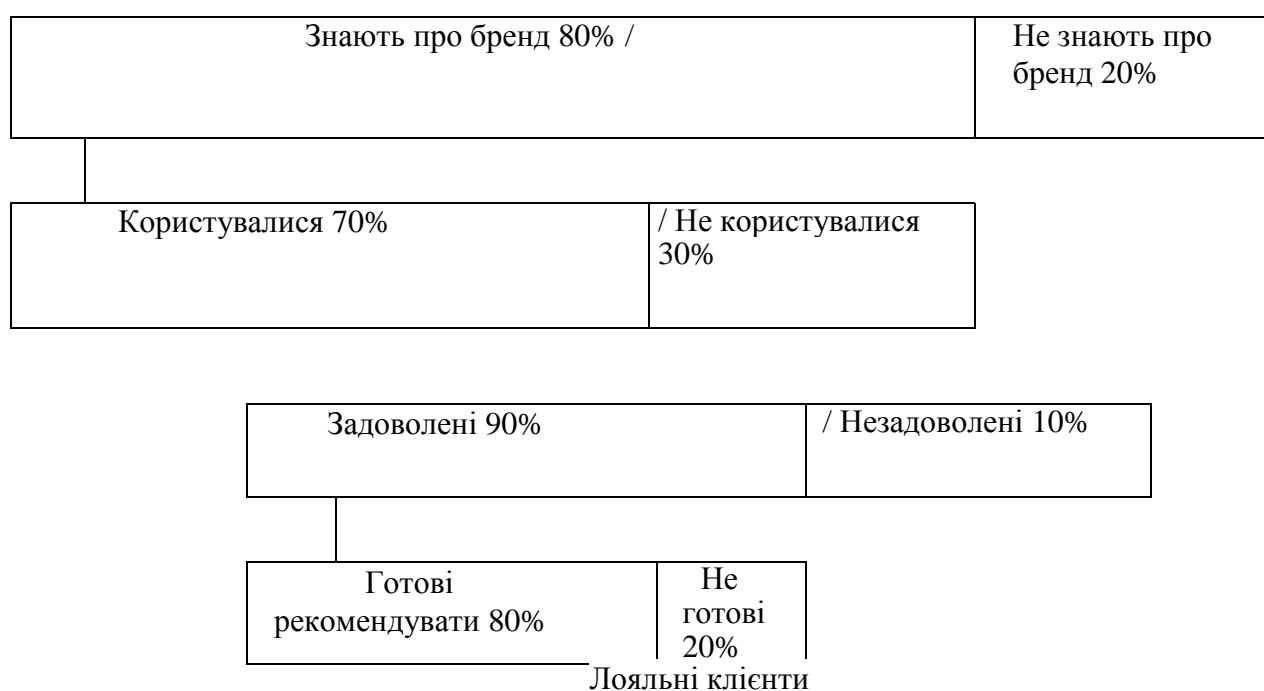 Знають про бренд 80% /
Не знають про
бренд 20%
Користувалися 70%
/ Не користувалися
30%
Задоволені 90%
/ Незадоволені 10%
Готові
рекомендувати 80%
Не
готові
20%
Лояльні клієнти